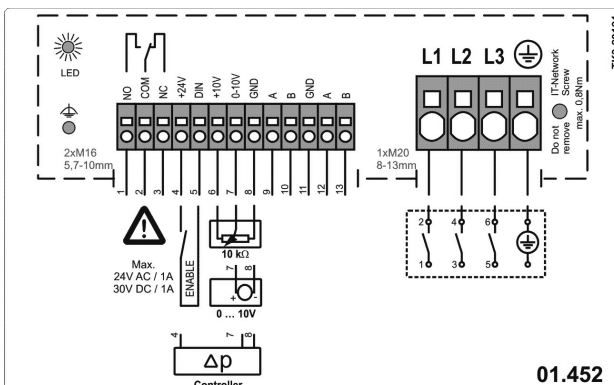 LED
NO
COM
NC
+24V
DIN
+10V
0-10V
GND
A
B
GND
A
B
L1 L2 L3
IT-Network
Screw
Do not
remove
max. 0,8Nm
2xM16
5,7-10mm
1xM20
8-13mm
1
2
3
4
5
6
7
8
9
10
11
12
13
Max.
24V AC / 1A
30V DC / 1A
ENABLE
10 kΩ
7 8
+ -
0 ... 10V
4 7 8
Δp
Controller
2 4 6
1 3 5
01.452